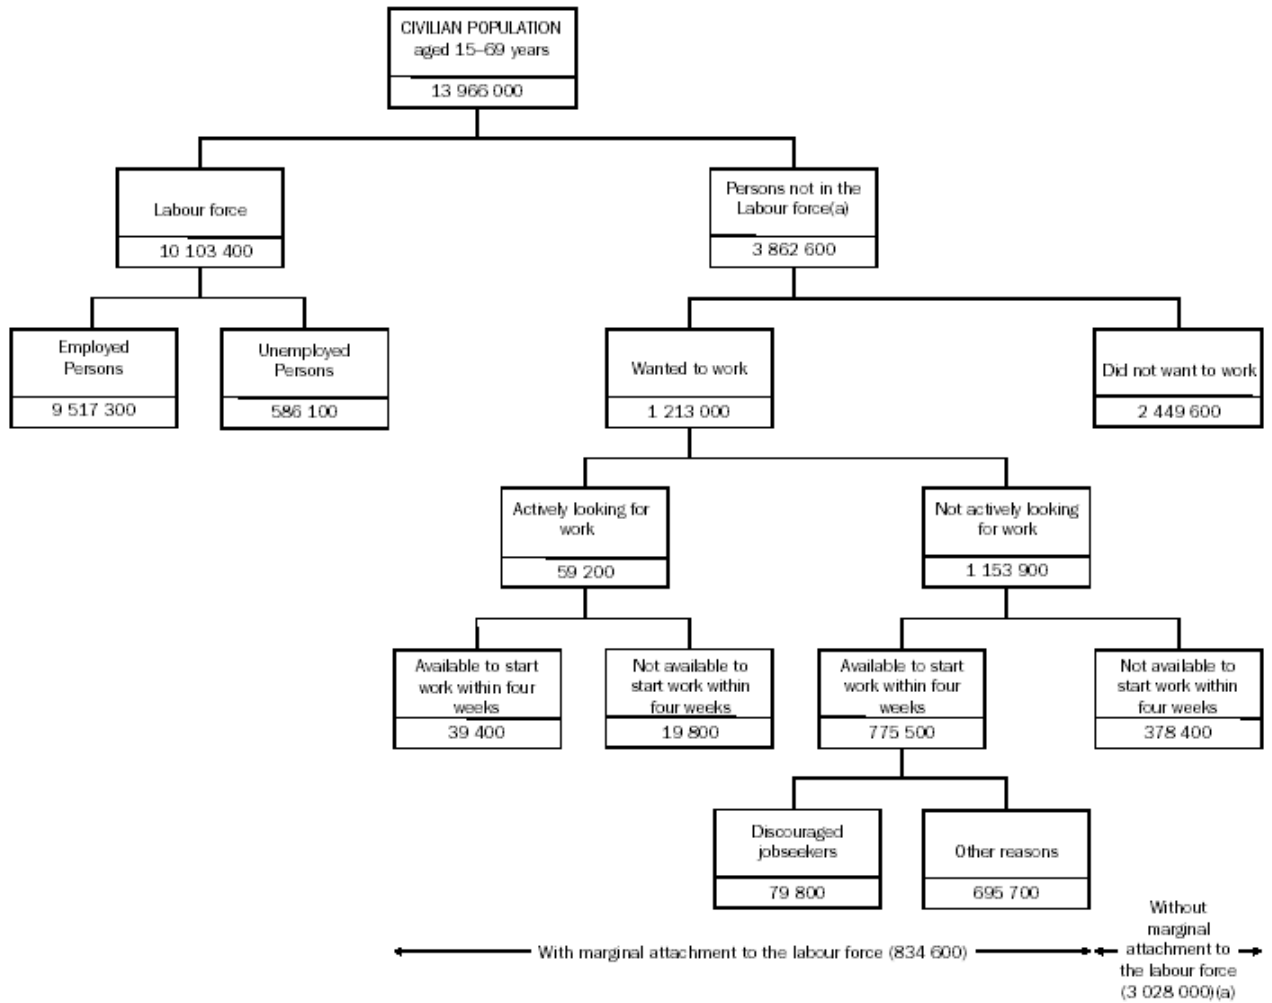 CIVILIAN POPULATION
aged 15–69 years
13 966 000
Labour force
10 103 400
Persons not in the
Labour force(a)
3 862 600
Employed
Persons
9 517 300
Unemployed
Persons
586 100
Wanted to work
1 213 000
Did not want to work
2 449 600
Actively looking for
work
59 200
Not actively looking
for work
1 153 900
Available to start
work within four
weeks
39 400
Not available to
start work within
four weeks
19 800
Available to start
work within four
weeks
775 500
Not available to
start work within
four weeks
378 400
Discouraged
jobseekers
79 800
Other reasons
695 700
With marginal attachment to the labour force (834 600)
Without
marginal
attachment to
the labour force
(3 028 000)(a)